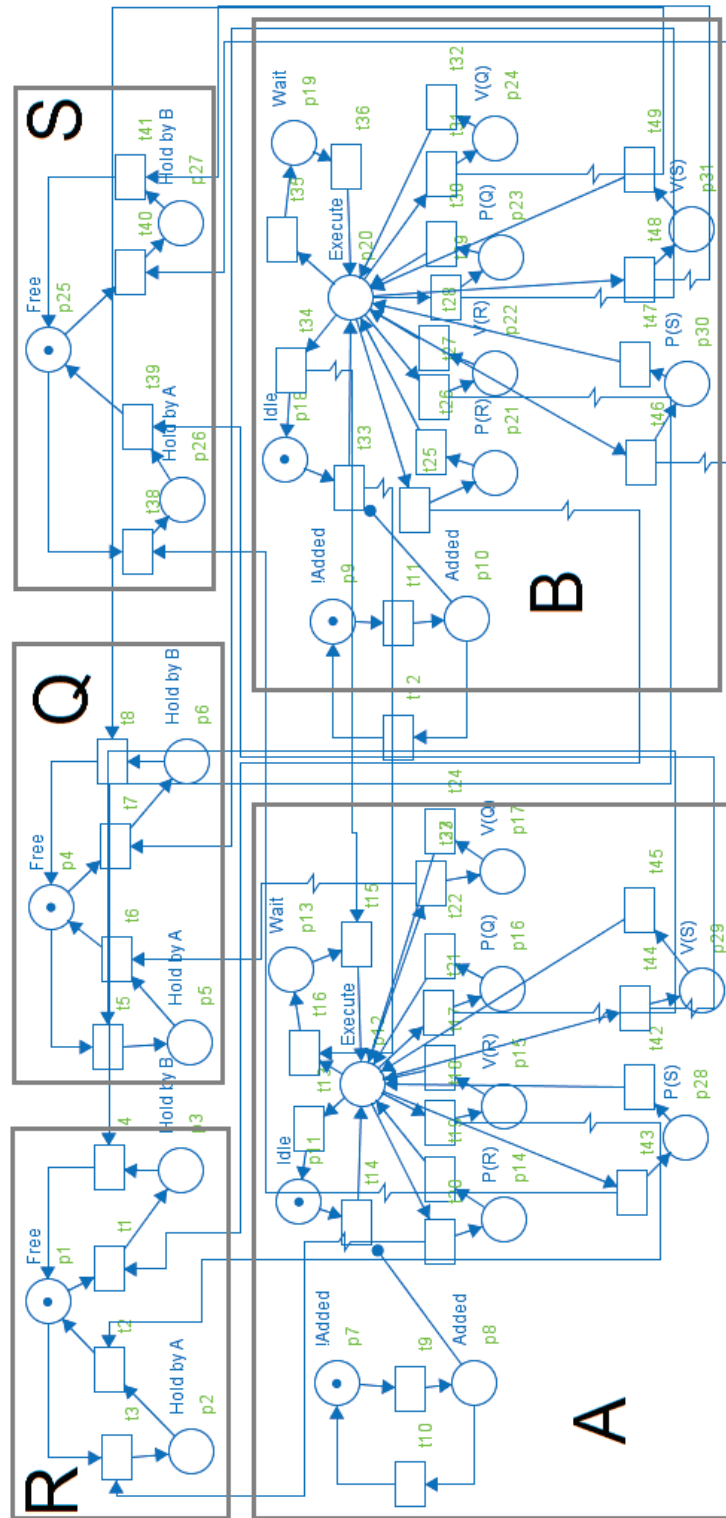 R
Free
p1
t3
t2
t1
4
Hold by A
p2
Hold by B
p3
Q
Free
p4
t5
t6
t7
t8
Hold by A
p5
Hold by B
p6
S
Free
p25
t38
t39
t40
t41
Hold by A
p26
Hold by B
p27
A
!Added
p7
t10
t9
Added
p8
Idle
p11
t14
t13
t16
Wait
p13
t15
Execute
p12
t20
t19
t18
t17
t21
t22
t24
P(R)
p14
V(R)
p15
P(Q)
p16
V(Q)
p17
t43
t42
t44
t45
P(S)
p28
V(S)
p29
B
t12
!Added
p9
t11
Added
p10
Idle
p18
t33
t34
t35
Wait
p19
t36
Execute
p20
t25
t26
t27
t28
t29
t30
t31
t32
P(R)
p21
V(R)
p22
P(Q)
p23
V(Q)
p24
t46
t47
t48
t49
P(S)
p30
V(S)
p31